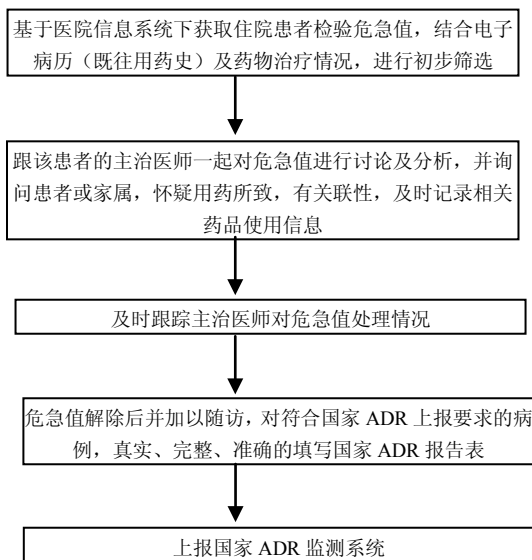 基于医院信息系统下获取住院患者检验危急值，结合电子
病历（既往用药史）及药物治疗情况，进行初步筛选
跟该患者的主治医师一起对危急值进行讨论及分析，并询
问患者或家属，怀疑用药所致，有关联性，及时记录相关
药品使用信息
及时跟踪主治医师对危急值处理情况
危急值解除后并加以随访，对符合国家 ADR 上报要求的病
例，真实、完整、准确的填写国家 ADR 报告表
上报国家 ADR 监测系统